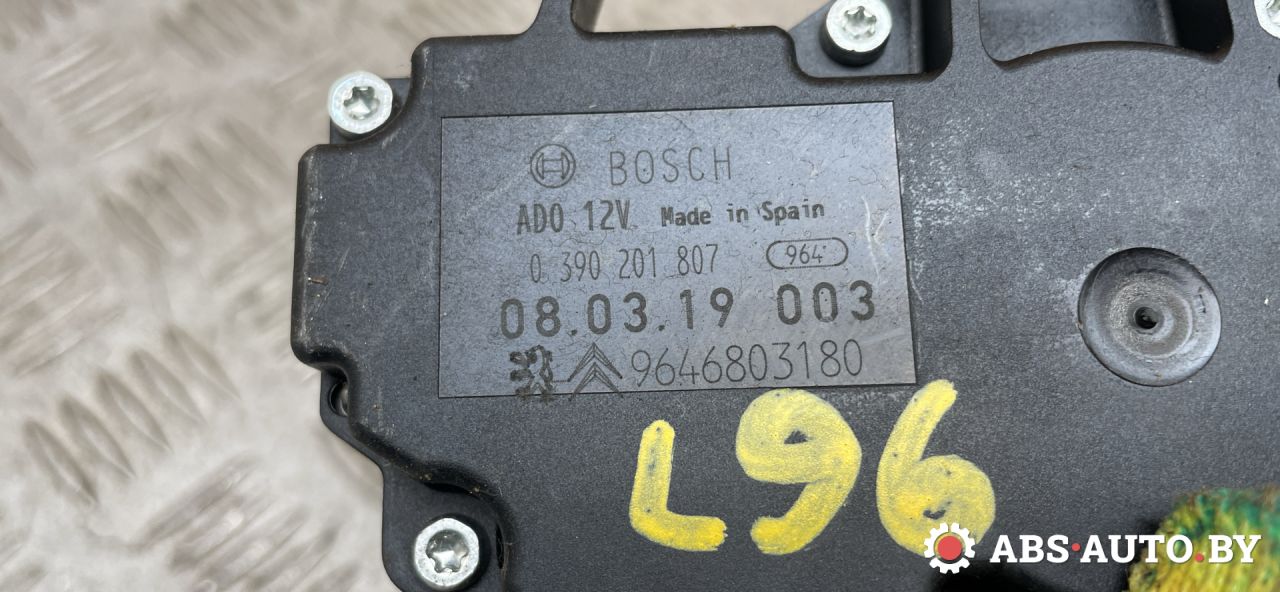 BOSCH
ADO 12V Made in Spain
0 390 201 807 964
08.03.19 003
9646803180
L96
ABS-AUTO.BY